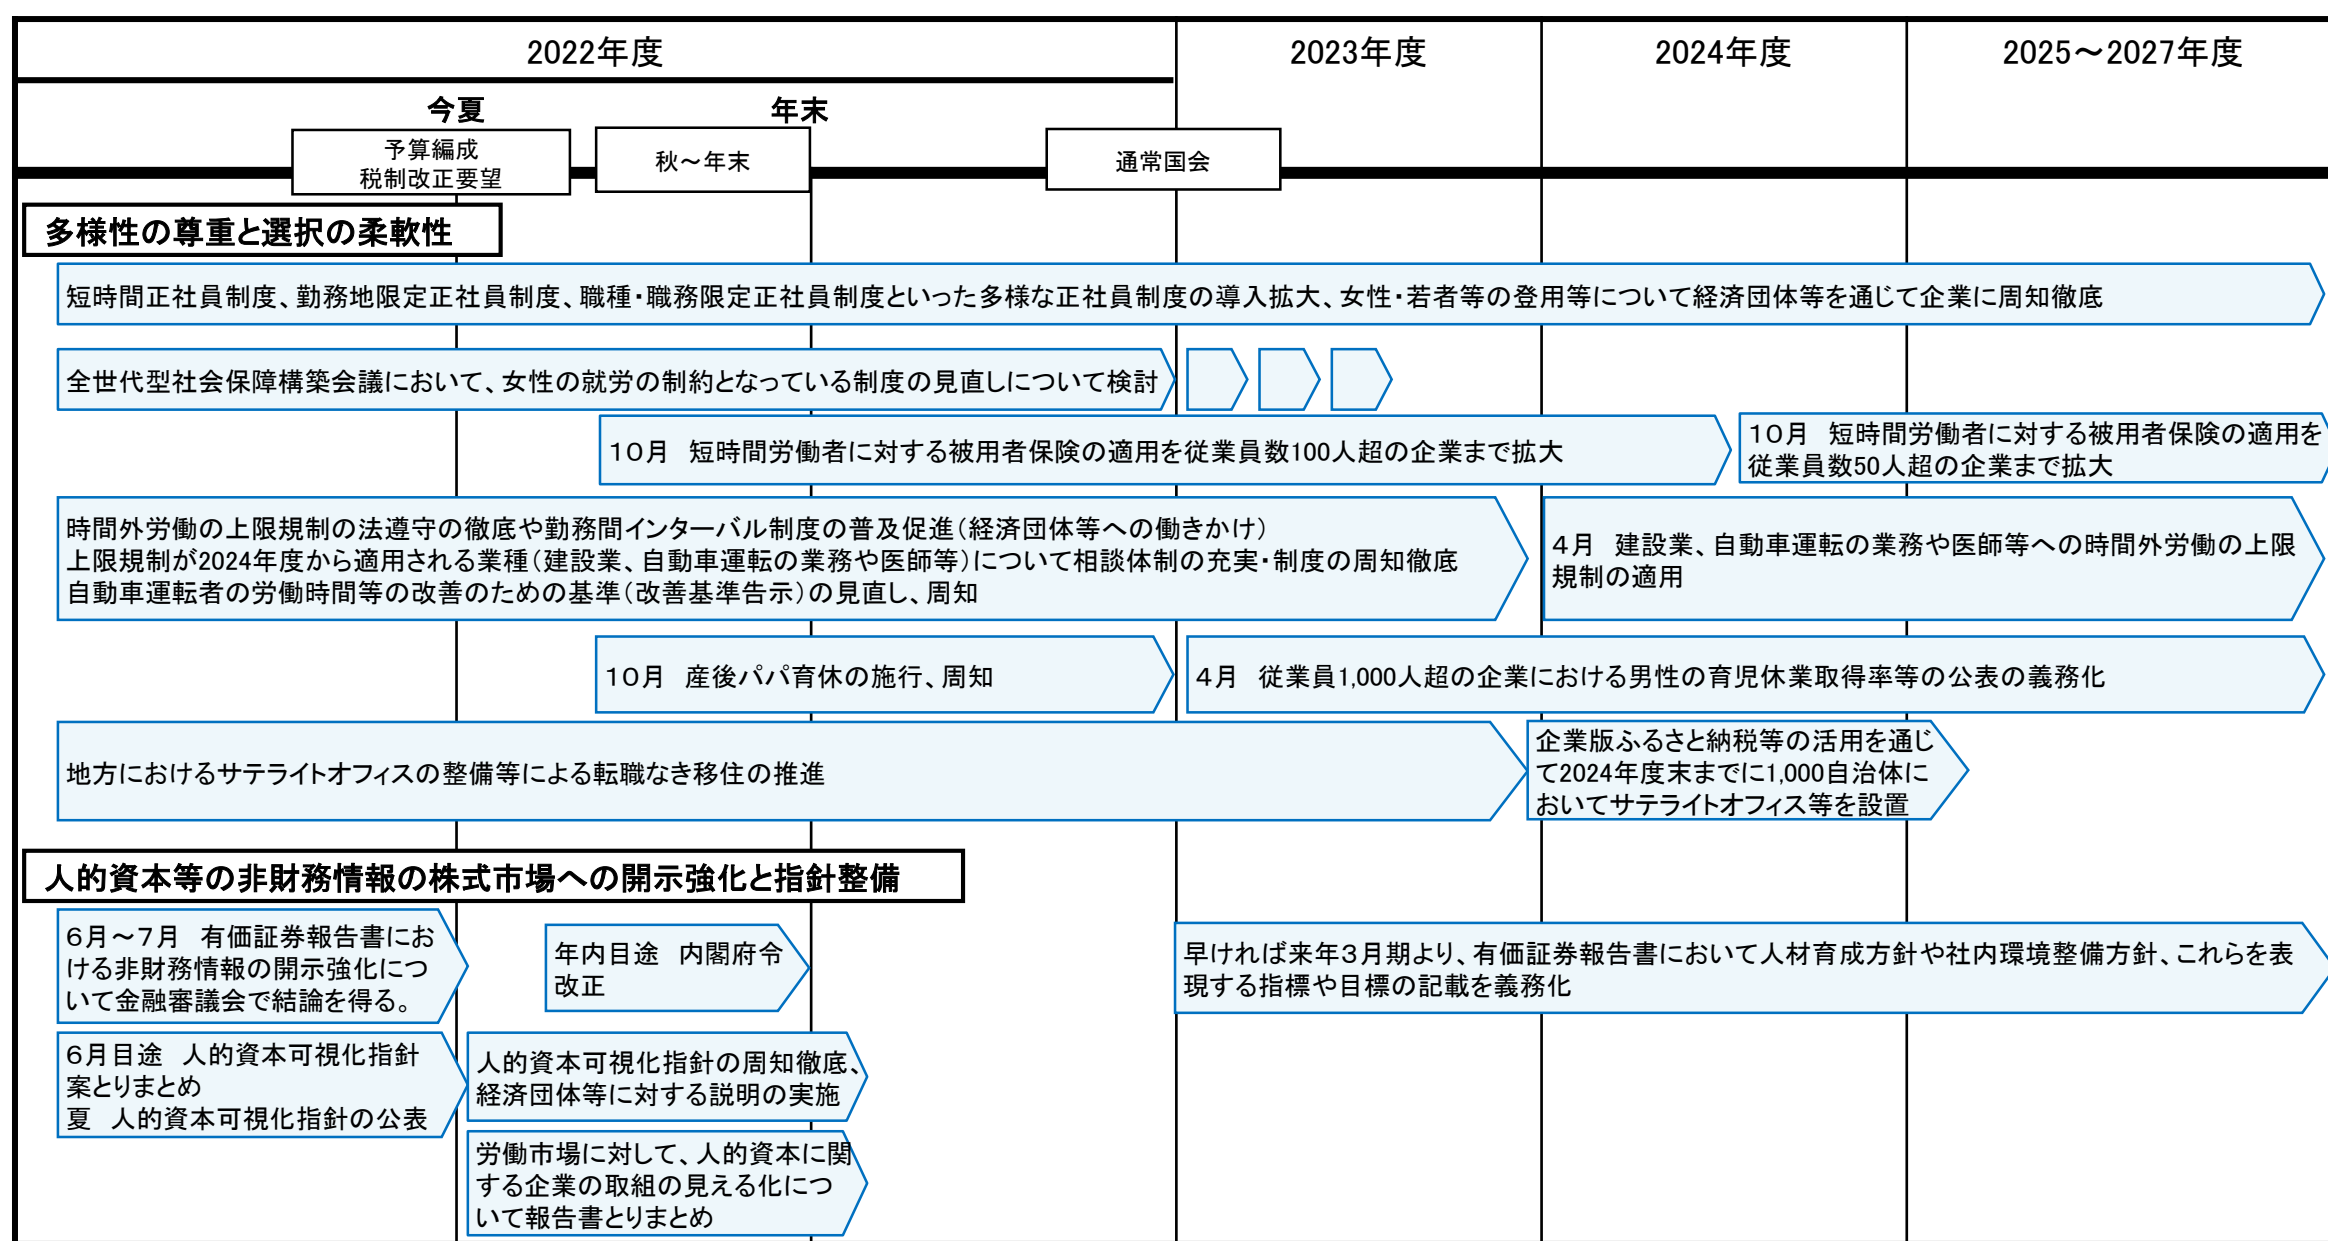 2022年度
2023年度
2024年度
2025～2027年度
今夏
年末
予算編成
税制改正要望
秋～年末
通常国会
多様性の尊重と選択の柔軟性
短時間正社員制度、勤務地限定正社員制度、職種・職務限定正社員制度といった多様な正社員制度の導入拡大、女性・若者等の登用等について経済団体等を通じて企業に周知徹底
全世代型社会保障構築会議において、女性の就労の制約となっている制度の見直しについて検討
１０月　短時間労働者に対する被用者保険の適用を従業員数100人超の企業まで拡大
１０月　短時間労働者に対する被用者保険の適用を
従業員数50人超の企業まで拡大
時間外労働の上限規制の法遵守の徹底や勤務間インターバル制度の普及促進（経済団体等への働きかけ）
上限規制が2024年度から適用される業種（建設業、自動車運転の業務や医師等）について相談体制の充実・制度の周知徹底
自動車運転者の労働時間等の改善のための基準（改善基準告示）の見直し、周知
４月　建設業、自動車運転の業務や医師等への時間外労働の上限
規制の適用
１０月　産後パパ育休の施行、周知
４月　従業員1,000人超の企業における男性の育児休業取得率等の公表の義務化
地方におけるサテライトオフィスの整備等による転職なき移住の推進
企業版ふるさと納税等の活用を通じ
て2024年度末までに1,000自治体に
おいてサテライトオフィス等を設置
人的資本等の非財務情報の株式市場への開示強化と指針整備
６月～７月　有価証券報告書にお
ける非財務情報の開示強化につ
いて金融審議会で結論を得る。
年内目途　内閣府令
改正
早ければ来年３月期より、有価証券報告書において人材育成方針や社内環境整備方針、これらを表
現する指標や目標の記載を義務化
６月目途　人的資本可視化指針
案とりまとめ
夏　人的資本可視化指針の公表
人的資本可視化指針の周知徹底、
経済団体等に対する説明の実施
労働市場に対して、人的資本に関
する企業の取組の見える化につ
いて報告書とりまとめ